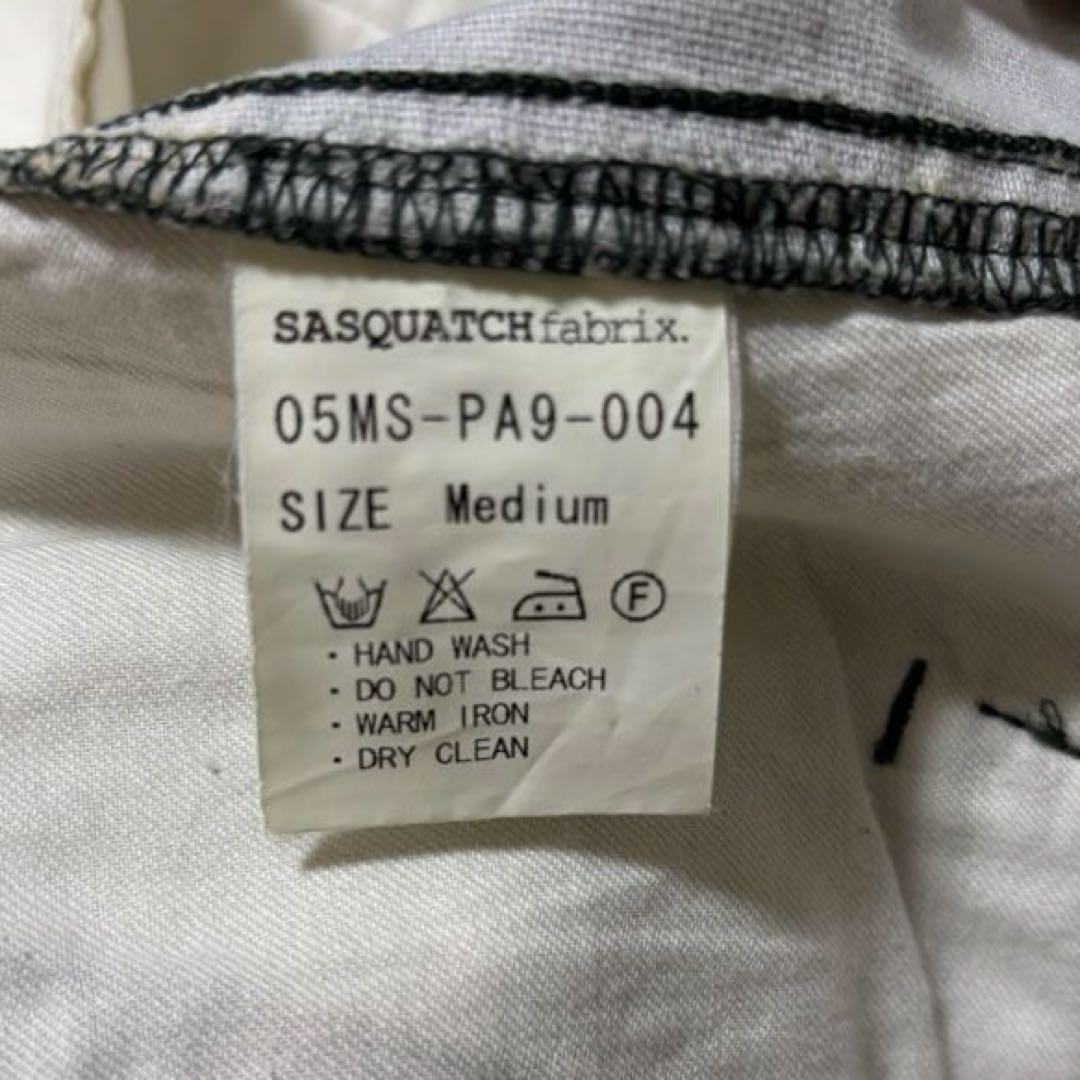 SASQUATCHfabrix.
05MS-PA9-004
SIZE Medium
F
・HAND WASH
・DO NOT BLEACH
・WARM IRON
・DRY CLEAN